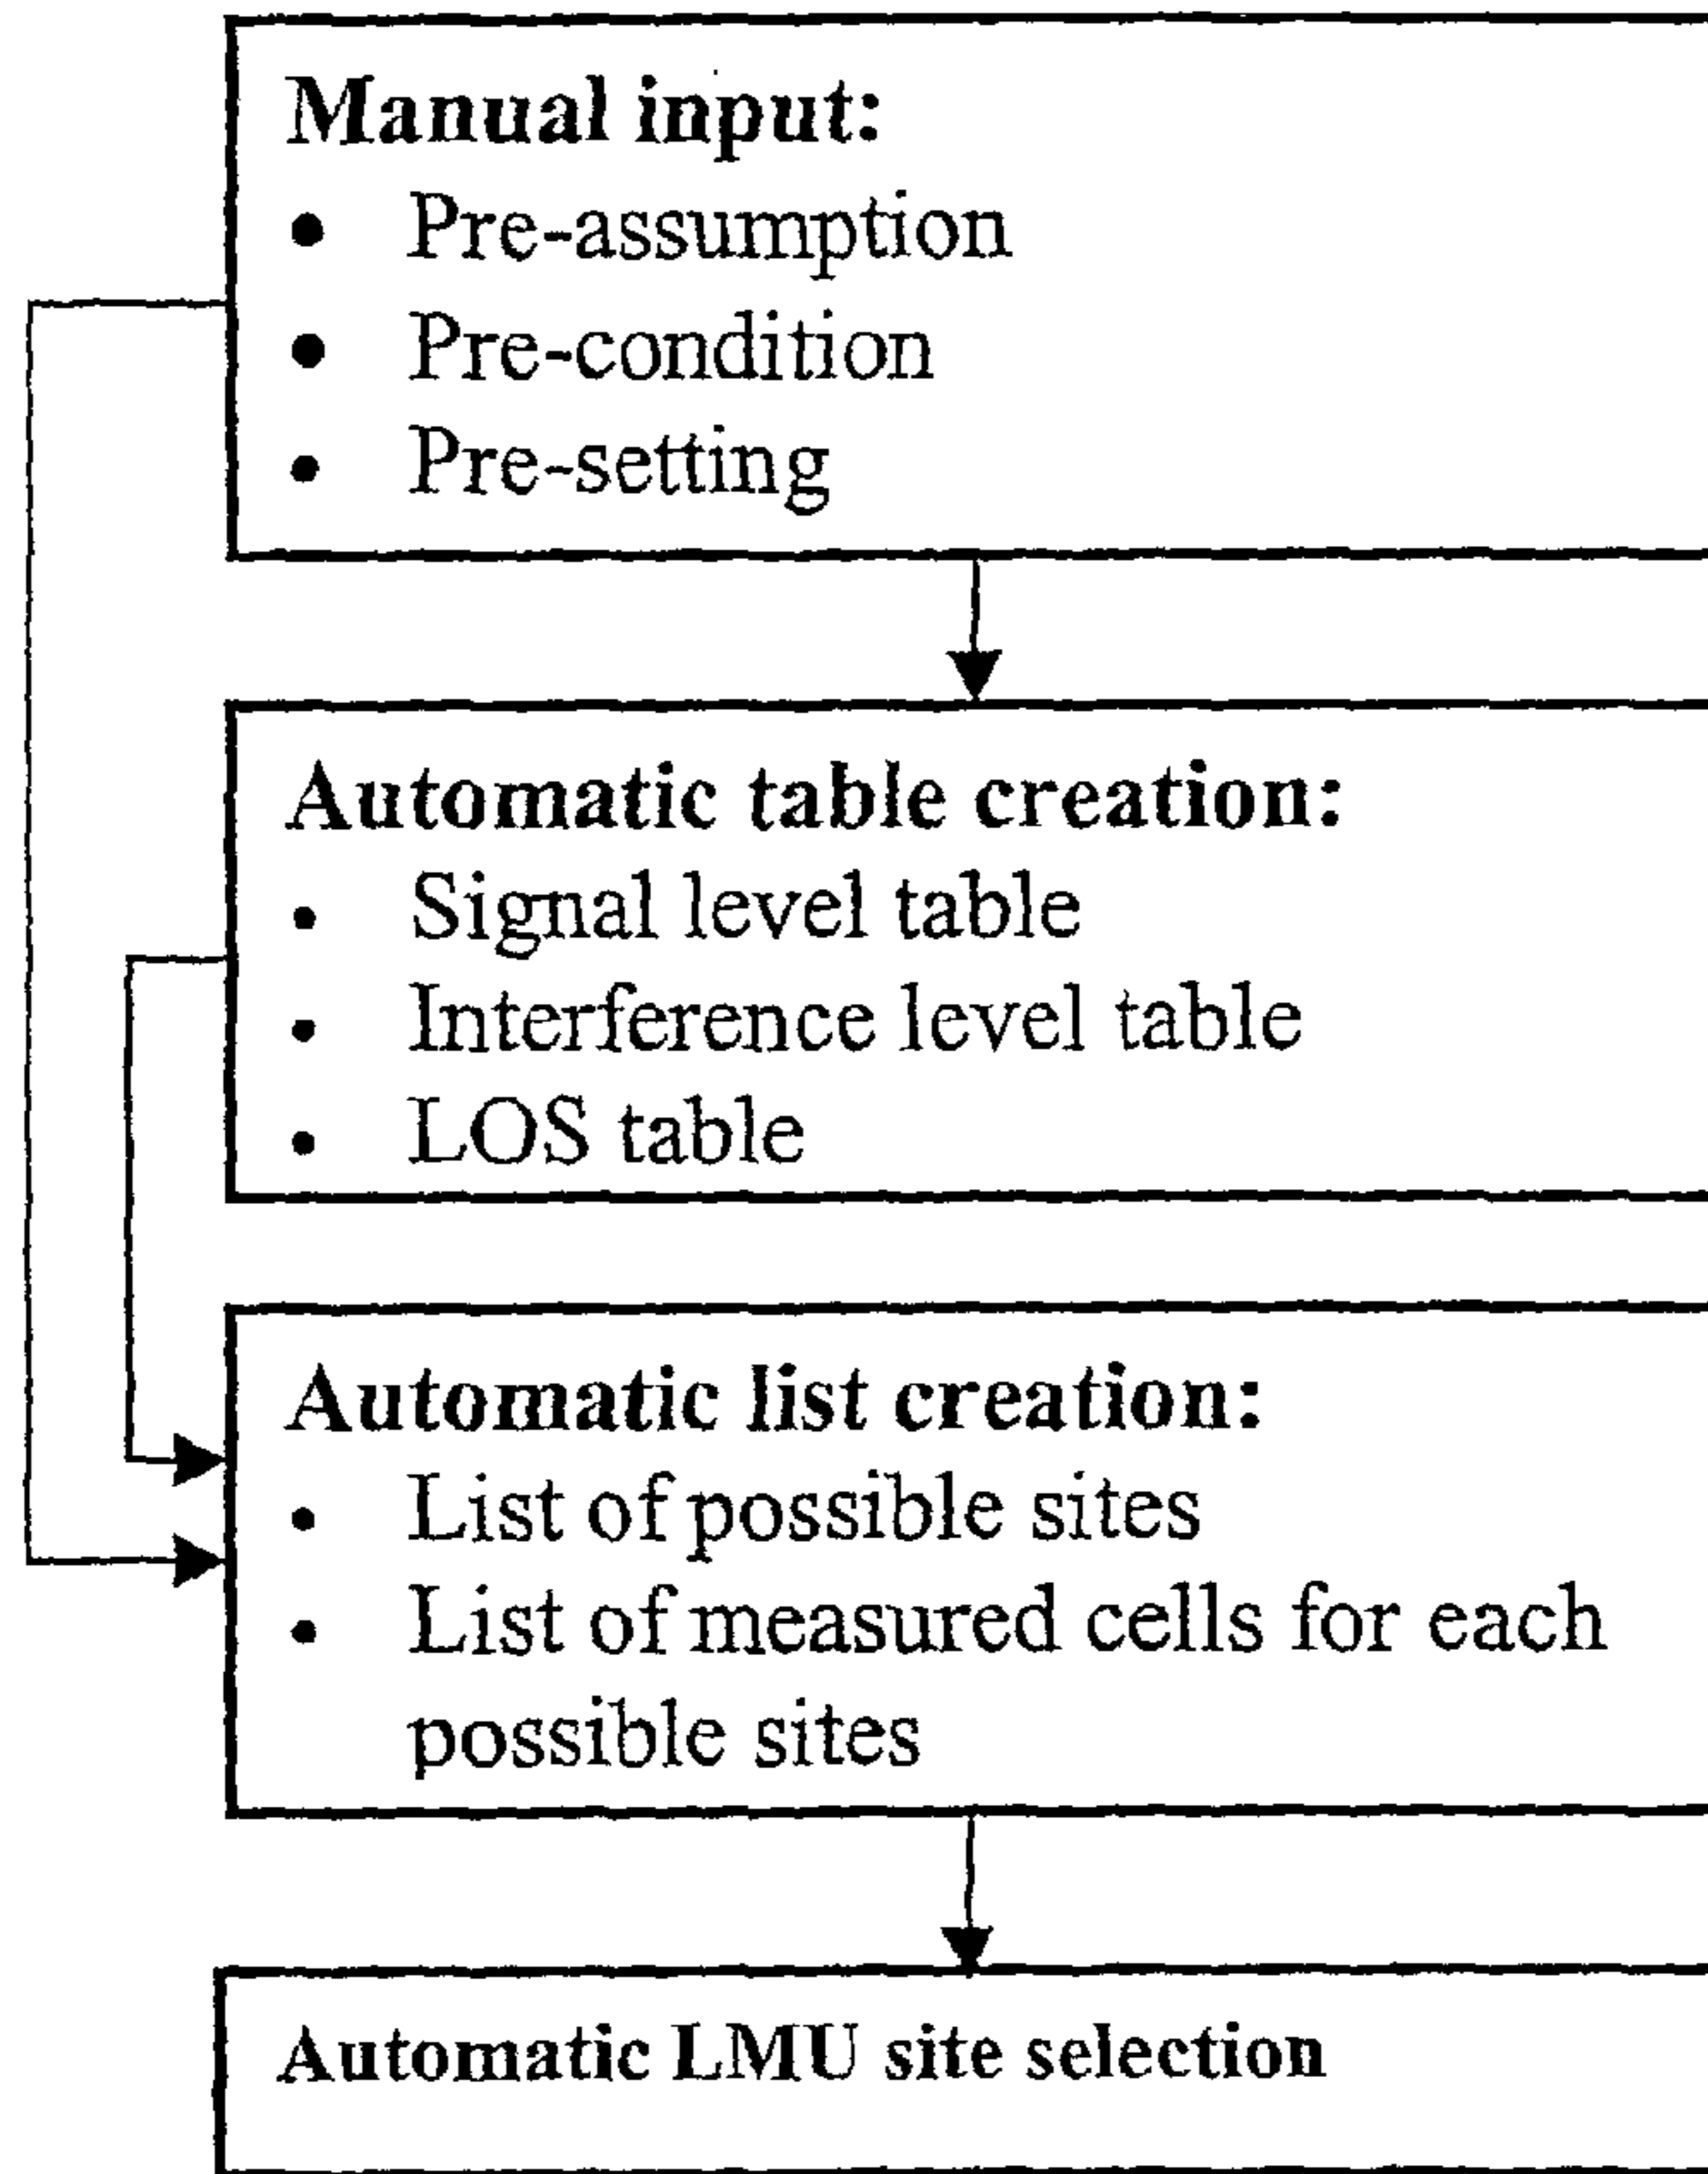 Manual input:
• Pre-assumption
• Pre-condition
• Pre-setting
Automatic table creation:
• Signal level table
• Interference level table
• LOS table
Automatic list creation:
• List of possible sites
• List of measured cells for each
possible sites
Automatic LMU site selection